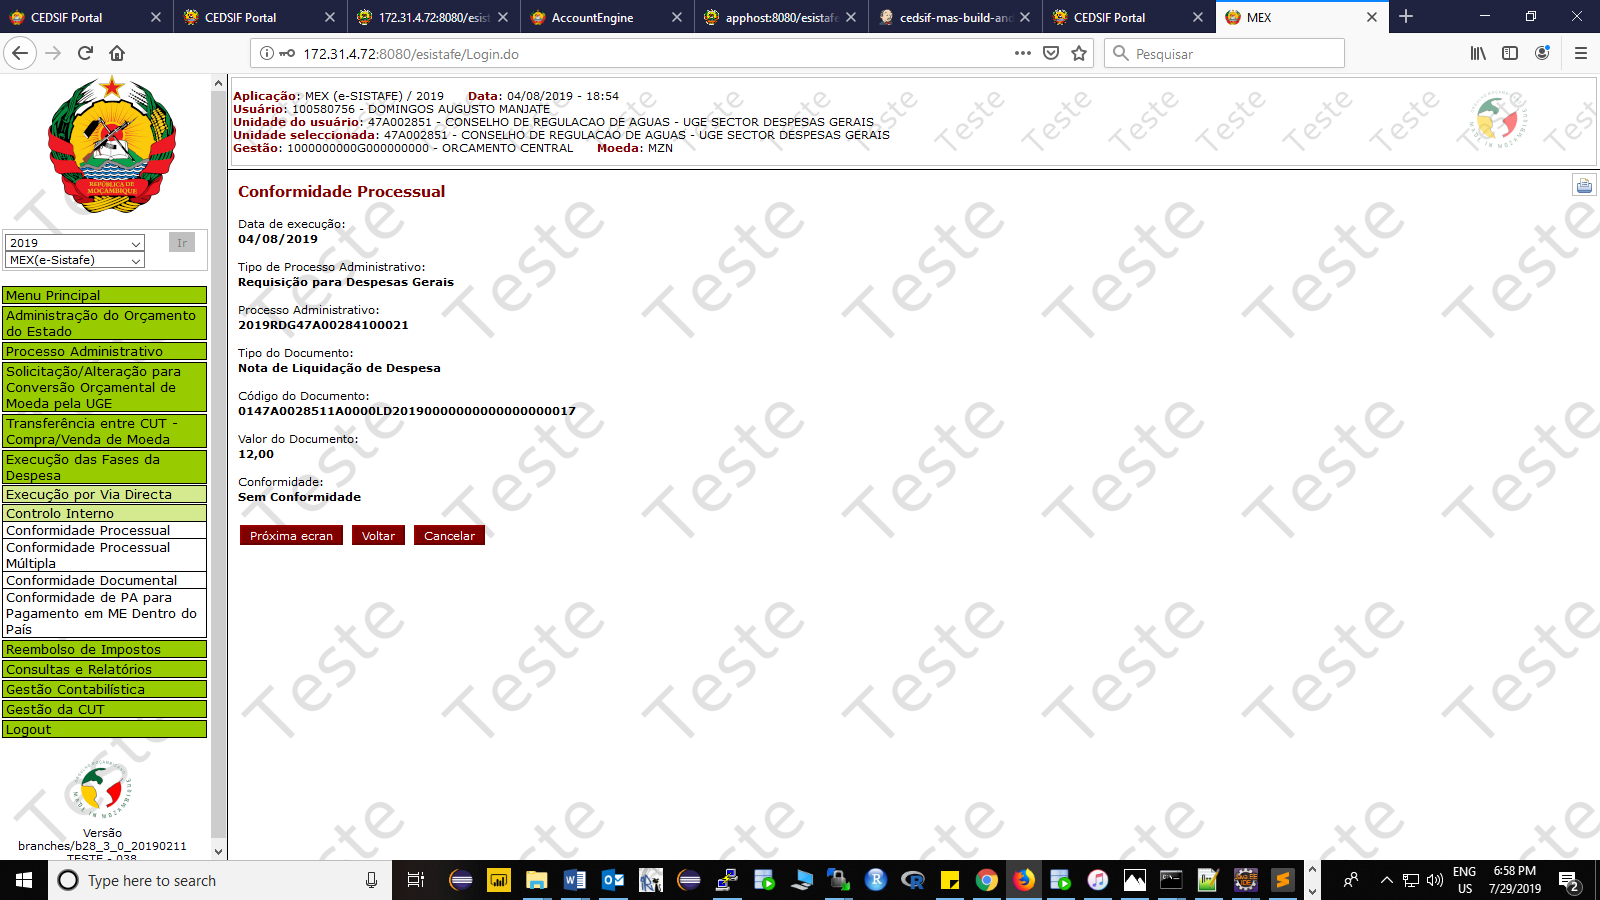 CEDSIF Portal
CEDSIF Portal
172.31.4.72:8080/esist
AccountEngine
apphost:8080/esistafe
cedsif-mas-build-and
CEDSIF Portal
MEX
172.31.4.72:8080/esistafe/Login.do
Pesquisar
REPÚBLICA DE MOÇAMBIQUE
2019
Ir
MEX(e-Sistafe)
Menu Principal
Administração do Orçamento
do Estado
Processo Administrativo
Solicitação/Alteração para
Conversão Orçamental de
Moeda pela UGE
Transferência entre CUT -
Compra/Venda de Moeda
Execução das Fases da
Despesa
Execução por Via Directa
Controlo Interno
Conformidade Processual
Conformidade Processual
Múltipla
Conformidade Documental
Conformidade de PA para
Pagamento em ME Dentro do
País
Reembolso de Impostos
Consultas e Relatórios
Gestão Contabilística
Gestão da CUT
Logout
MADE IN MOZAMBIQUE
Versão
branches/b28_3_0_20190211
TESTE - 038
Aplicação: MEX (e-SISTAFE) / 2019 Data: 04/08/2019 - 18:54
Usuário: 100580756 - DOMINGOS AUGUSTO MANJATE
Unidade do usuário: 47A002851 - CONSELHO DE REGULACAO DE AGUAS - UGE SECTOR DESPESAS GERAIS
Unidade seleccionada: 47A002851 - CONSELHO DE REGULACAO DE AGUAS - UGE SECTOR DESPESAS GERAIS
Gestão: 1000000000G000000000 - ORCAMENTO CENTRAL Moeda: MZN
Teste
Conformidade Processual
Data de execução:
04/08/2019
Tipo de Processo Administrativo:
Requisição para Despesas Gerais
Processo Administrativo:
2019RDG47A00284100021
Tipo do Documento:
Nota de Liquidação de Despesa
Código do Documento:
0147A0028511A0000LD20190000000000000000017
Valor do Documento:
12,00
Conformidade:
Sem Conformidade
Próxima ecran Voltar Cancelar
Type here to search
ENG
US
6:58 PM
7/29/2019
2